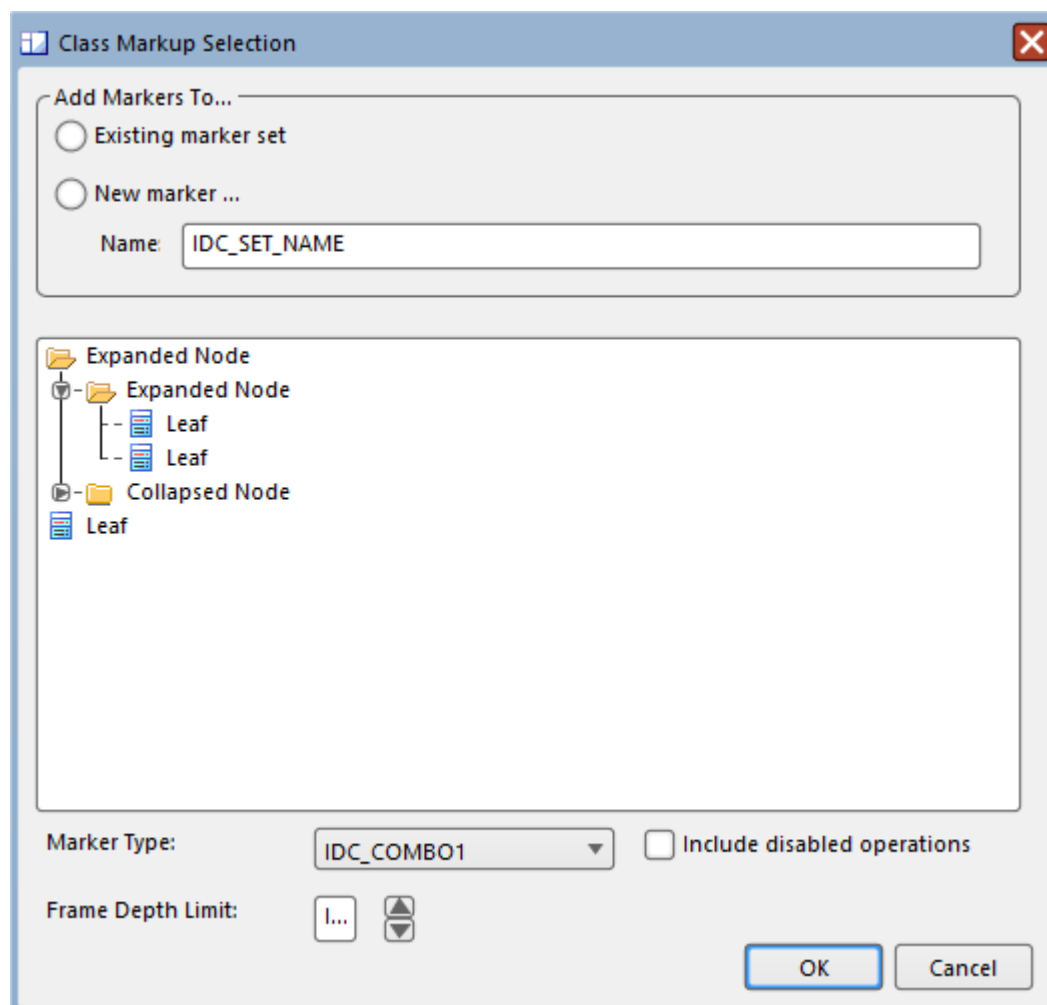 Class Markup Selection
Add Markers To...
Existing marker set
New marker ...
Name: IDC_SET_NAME
Expanded Node
Expanded Node
Leaf
Leaf
Collapsed Node
Leaf
Marker Type: IDC_COMBO1 Include disabled operations
Frame Depth Limit: I...
OK Cancel